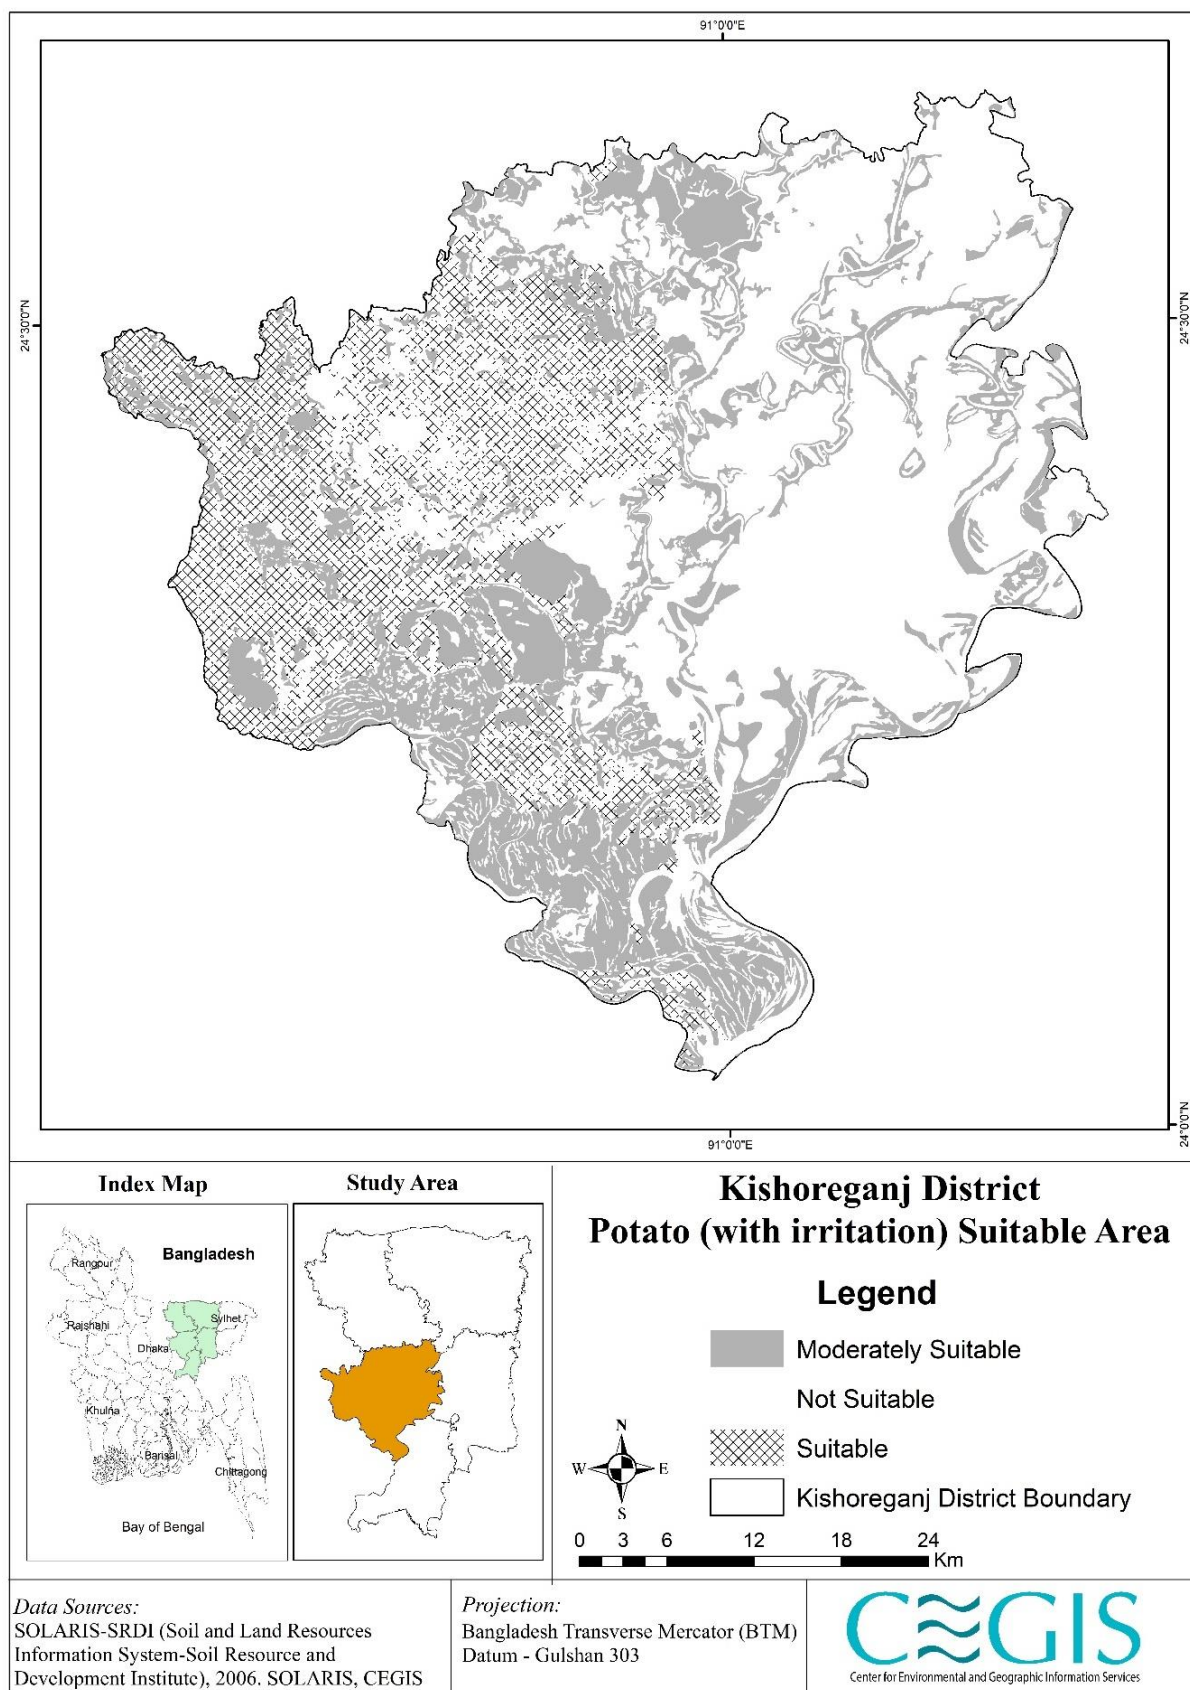 91°0'0"E
24°30'0"N
24°30'0"N
24°0'0"N
91°0'0"E
Index Map
Bangladesh
Rangpur
Rajshahi
Sylhet
Dhaka
Khulna
Barisal
Chittagong
Bay of Bengal
Study Area
Kishoreganj District
Potato (with irritation) Suitable Area
Legend
Moderately Suitable
Not Suitable
Suitable
Kishoreganj District Boundary
N
W
E
S
0 3 6 12 18 24
Km
Data Sources:
SOLARIS-SRDI (Soil and Land Resources
Information System-Soil Resource and
Development Institute), 2006. SOLARIS, CEGIS
Projection:
Bangladesh Transverse Mercator (BTM)
Datum - Gulshan 303
CEGIS
Center for Environmental and Geographic Information Services